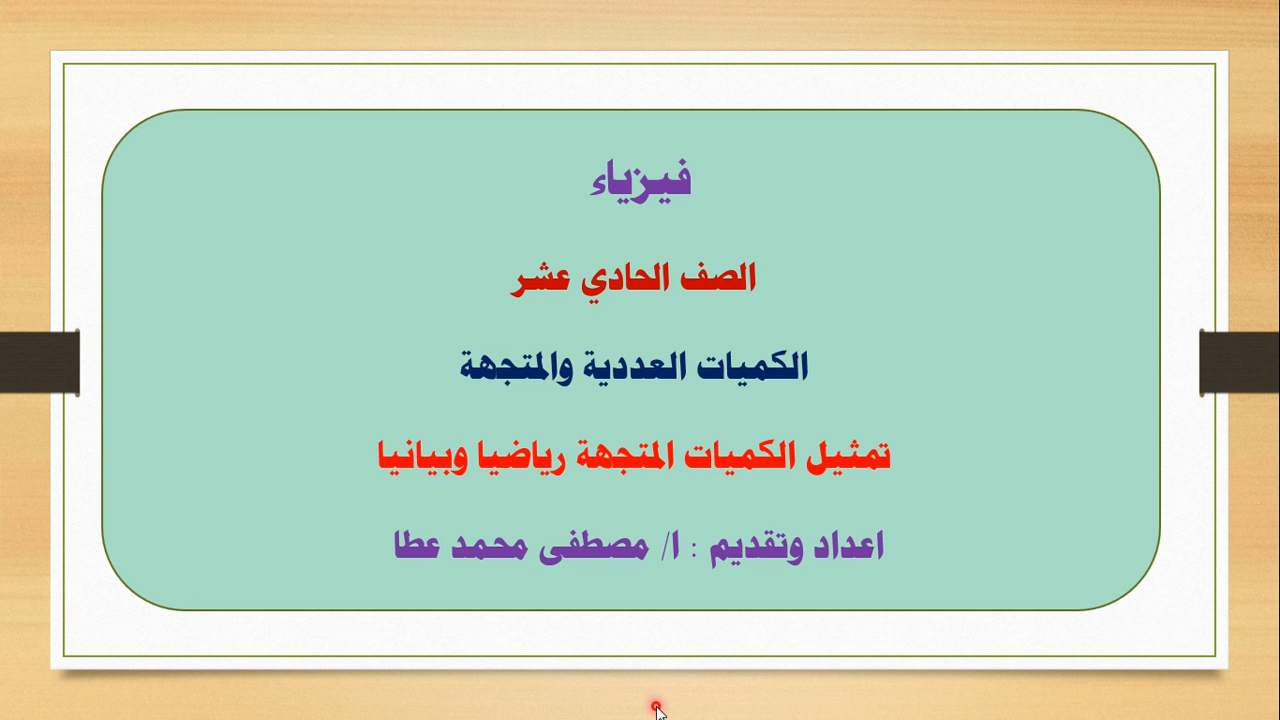 فيزياء
الصف الحادي عشر
الكميات العددية والمتجهة
تمثيل الكميات المتجهة رياضيا وبيانيا
اعداد وتقديم : ا/ مصطفى محمد عطا